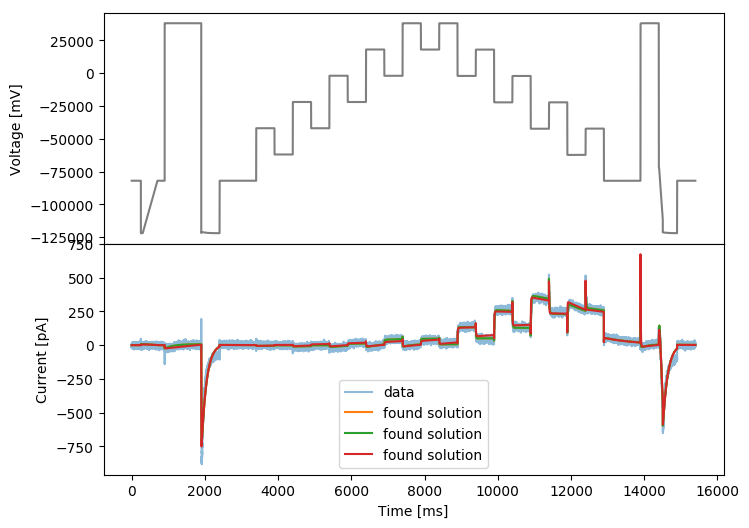 25000
0
−25000
−50000
−75000
−100000
−125000
Voltage [mV]
750
500
250
0
−250
−500
−750
Current [pA]
data
found solution
found solution
found solution
0 2000 4000 6000 8000 10000 12000 14000 16000
Time [ms]